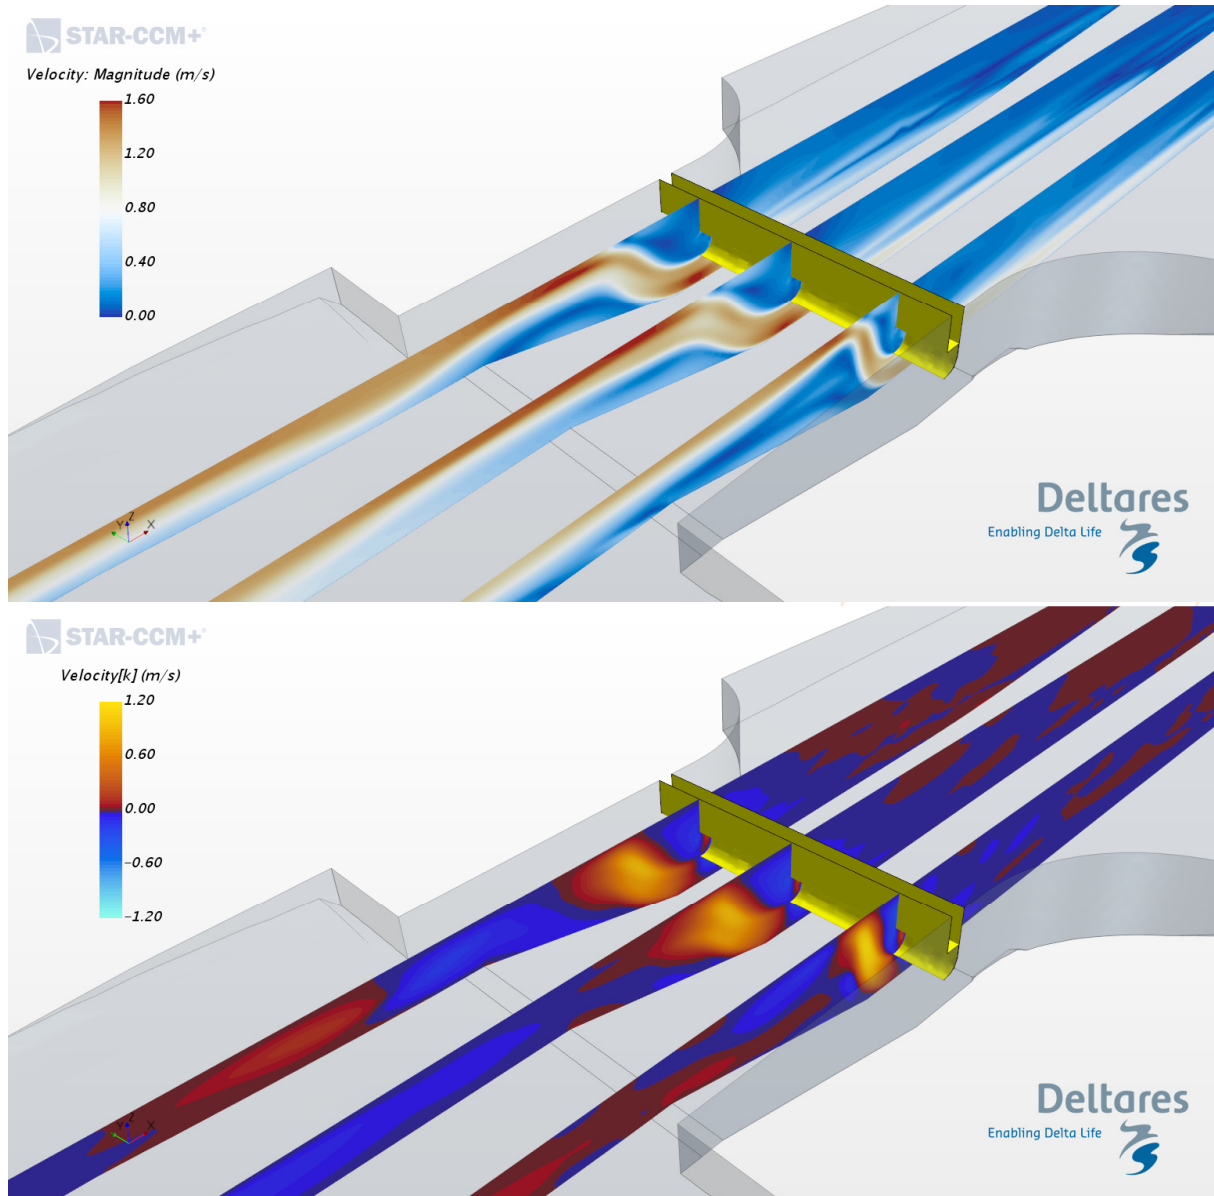 STAR-CCM+®
Velocity: Magnitude (m/s)
1.60
1.20
0.80
0.40
0.00
Z
Y X
Deltares
Enabling Delta Life
STAR-CCM+®
Velocity[k] (m/s)
1.20
0.60
0.00
-0.60
-1.20
Z
Y X
Deltares
Enabling Delta Life